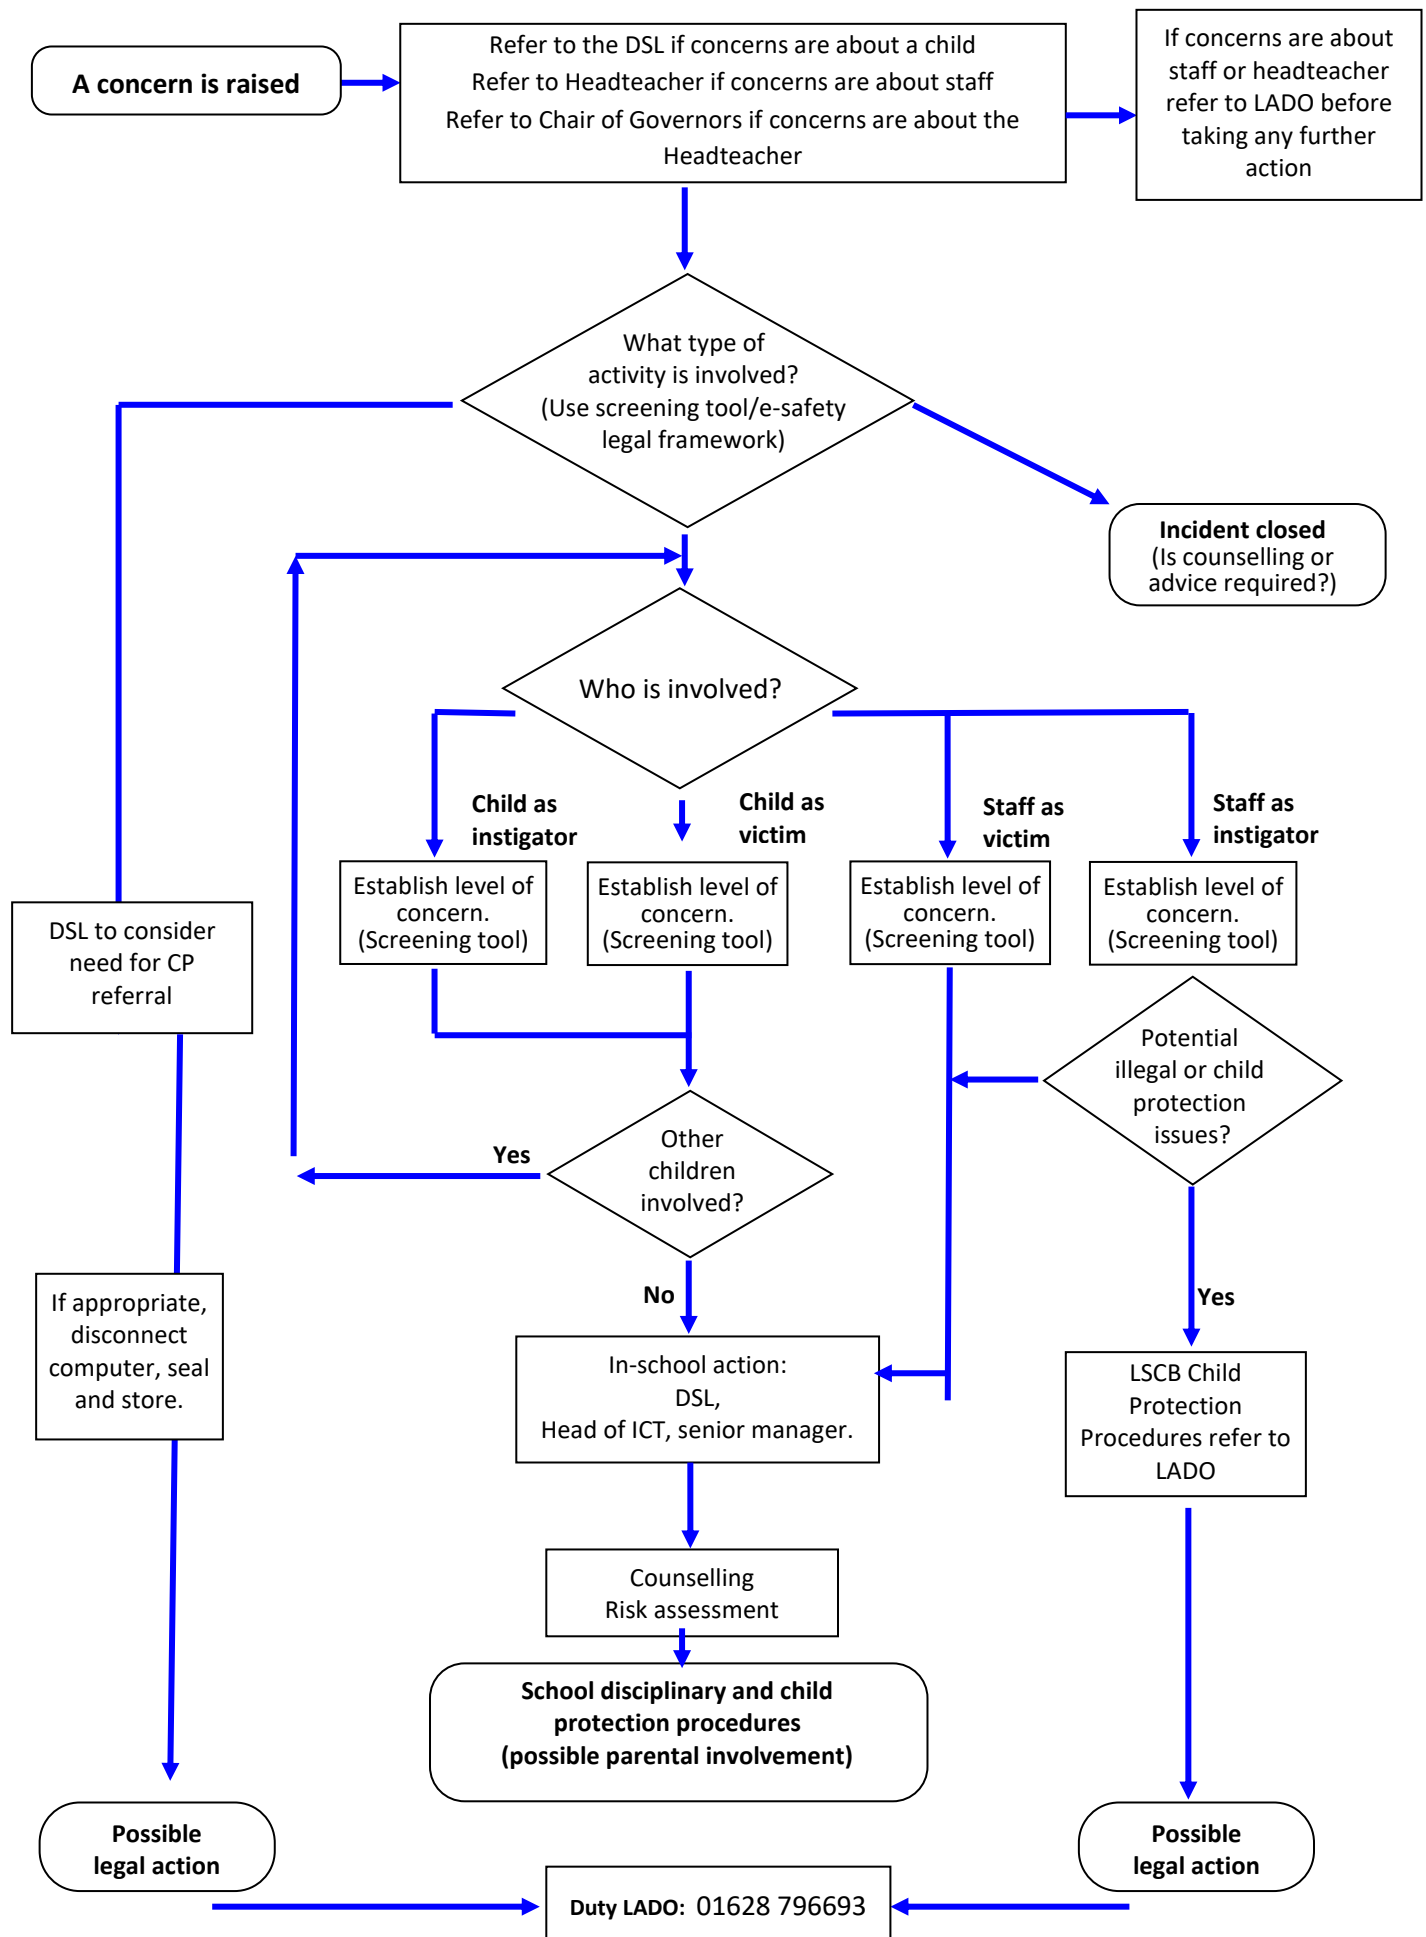 A concern is raised
Refer to the DSL if concerns are about a child
Refer to Headteacher if concerns are about staff
Refer to Chair of Governors if concerns are about the
Headteacher
If concerns are about
staff or headteacher
refer to LADO before
taking any further
action
What type of
activity is involved?
(Use screening tool/e-safety
legal framework)
Incident closed
(Is counselling or
advice required?)
Who is involved?
Child as
instigator
Child as
victim
Staff as
victim
Staff as
instigator
Establish level of
concern.
(Screening tool)
Establish level of
concern.
(Screening tool)
Establish level of
concern.
(Screening tool)
Establish level of
concern.
(Screening tool)
DSL to consider
need for CP
referral
Potential
illegal or child
protection
issues?
Other
children
involved?
Yes
No
Yes
If appropriate,
disconnect
computer, seal
and store.
In-school action:
DSL,
Head of ICT, senior manager.
LSCB Child
Protection
Procedures refer to
LADO
Counselling
Risk assessment
School disciplinary and child
protection procedures
(possible parental involvement)
Possible
legal action
Possible
legal action
Duty LADO: 01628 796693